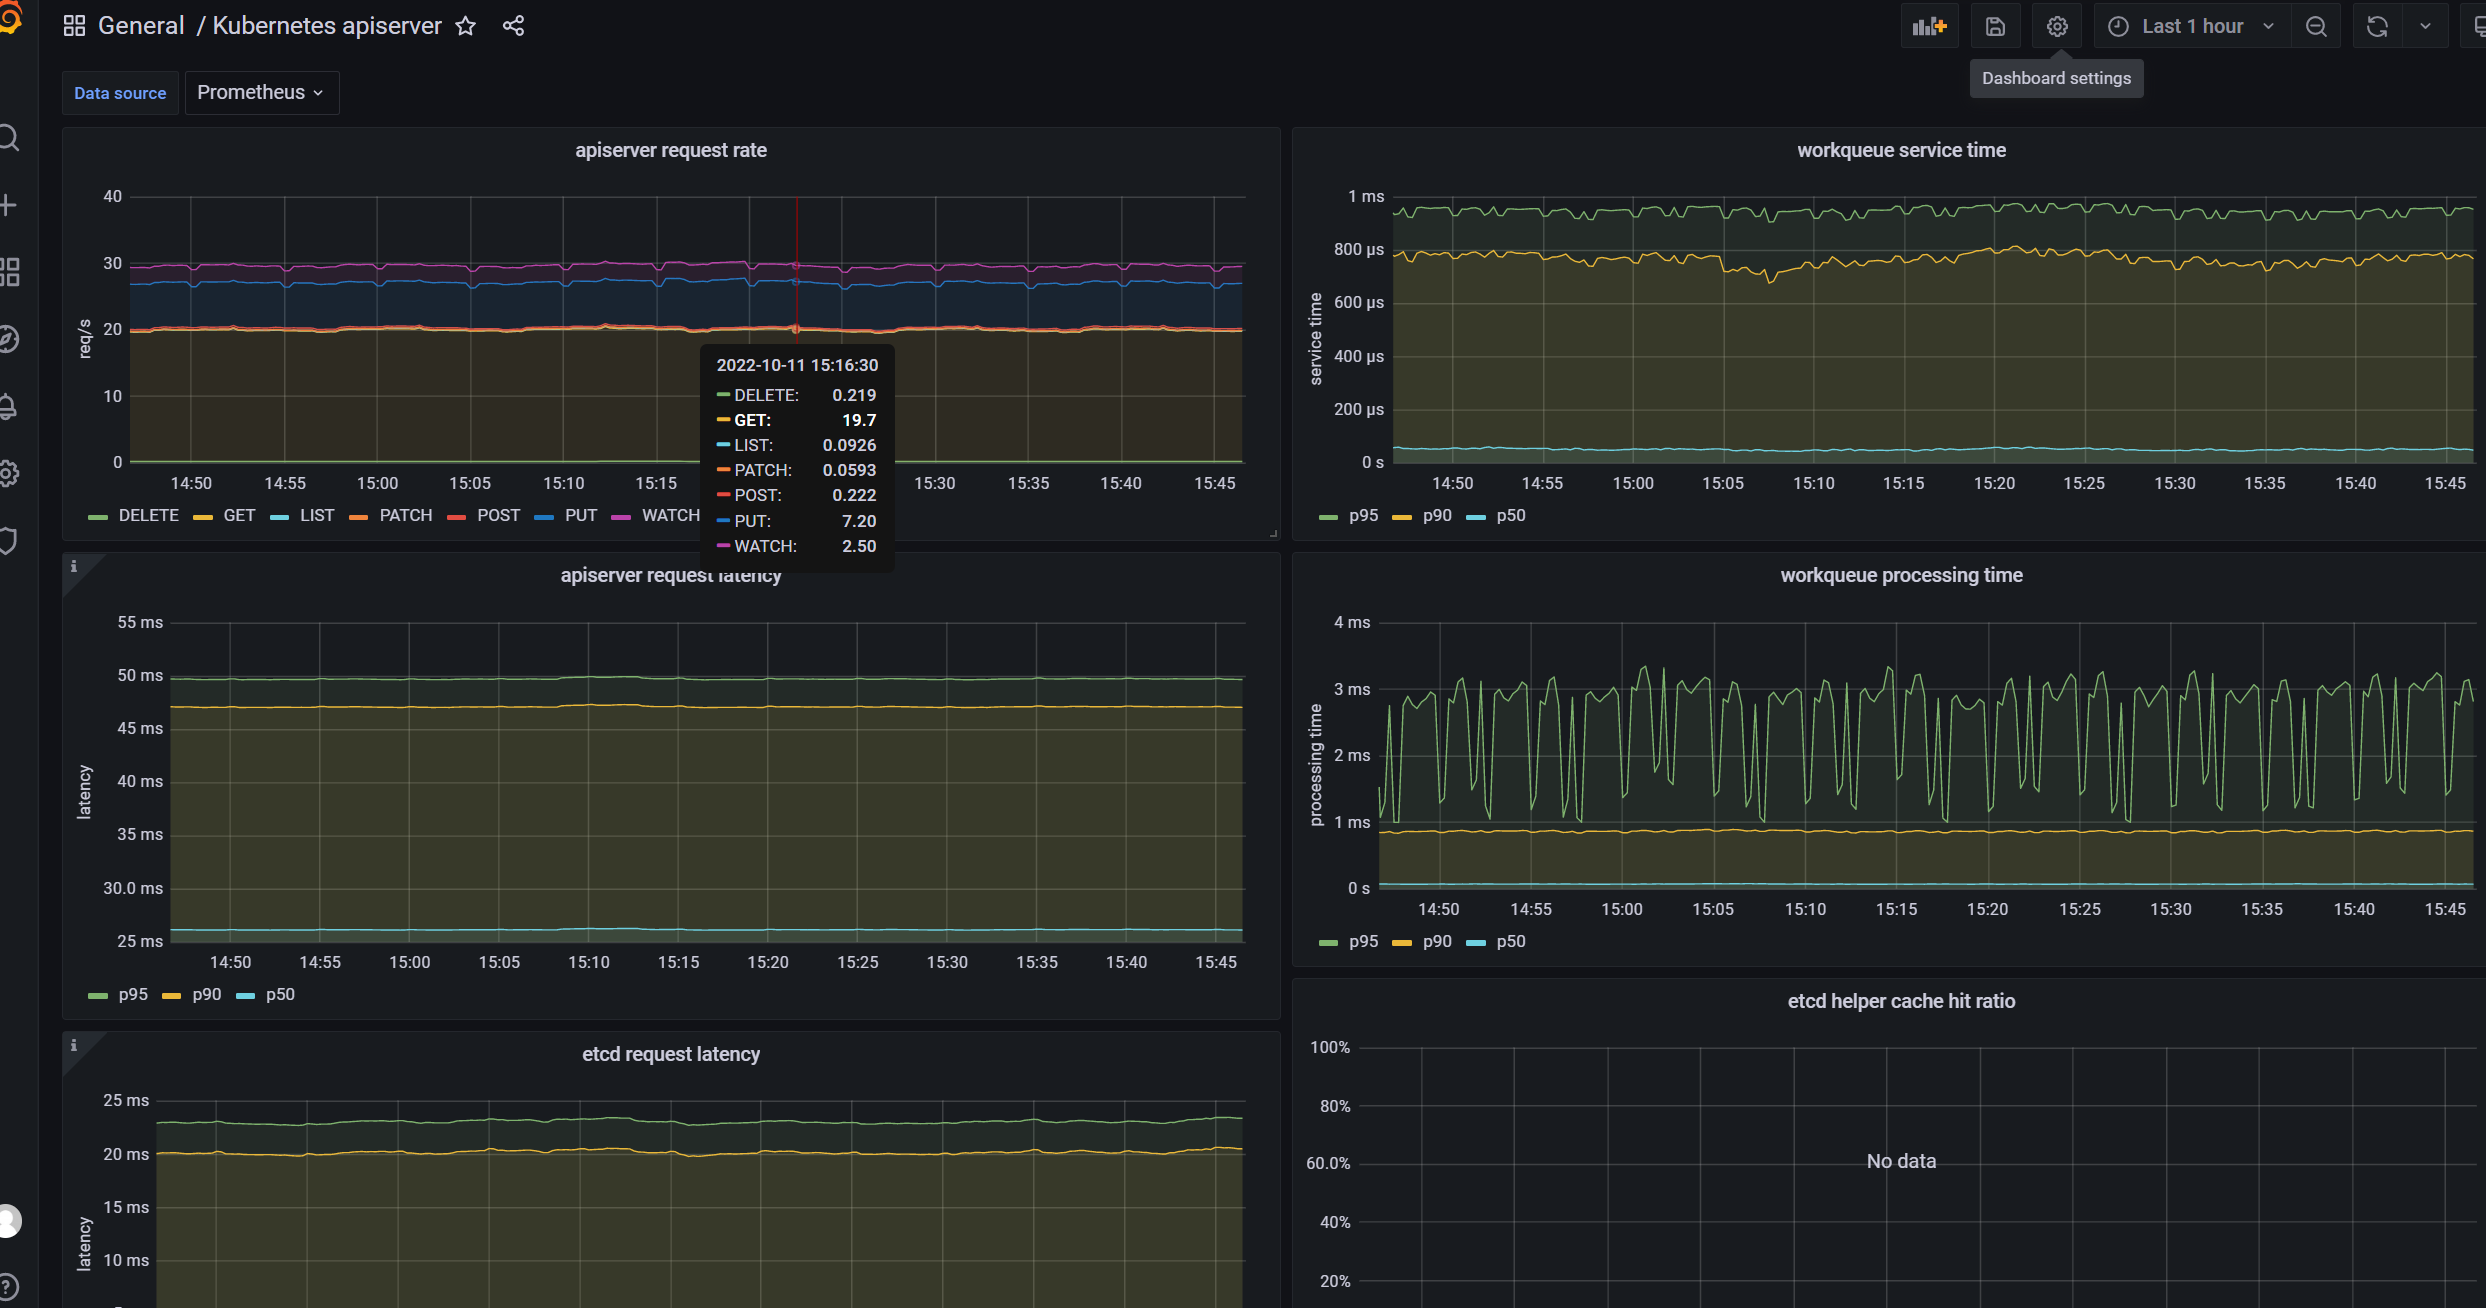 General / Kubernetes apiserver
Last 1 hour
Dashboard settings
Data source
Prometheus
apiserver request rate
req/s
40
30
20
10
0
14:50 14:55 15:00 15:05 15:10 15:15 15:30 15:35 15:40 15:45
DELETE GET LIST PATCH POST PUT WATCH
2022-10-11 15:16:30
DELETE: 0.219
GET: 19.7
LIST: 0.0926
PATCH: 0.0593
POST: 0.222
PUT: 7.20
WATCH: 2.50
workqueue service time
service time
1 ms
800 µs
600 µs
400 µs
200 µs
0 s
14:50 14:55 15:00 15:05 15:10 15:15 15:20 15:25 15:30 15:35 15:40 15:45
p95 p90 p50
i
apiserver request latency
latency
55 ms
50 ms
45 ms
40 ms
35 ms
30.0 ms
25 ms
14:50 14:55 15:00 15:05 15:10 15:15 15:20 15:25 15:30 15:35 15:40 15:45
p95 p90 p50
workqueue processing time
processing time
4 ms
3 ms
2 ms
1 ms
0 s
14:50 14:55 15:00 15:05 15:10 15:15 15:20 15:25 15:30 15:35 15:40 15:45
p95 p90 p50
i
etcd request latency
latency
25 ms
20 ms
15 ms
10 ms
etcd helper cache hit ratio
100%
80%
60.0%
40%
20%
No data